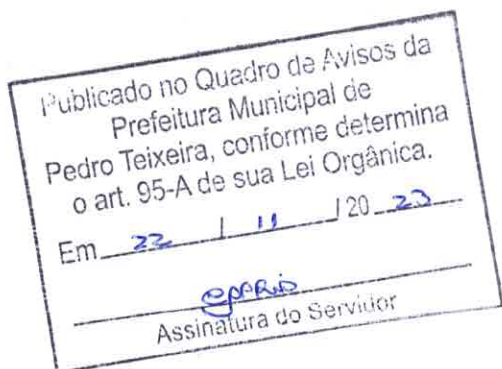 Publicado no Quadro de Avisos da
Prefeitura Municipal de
Pedro Teixeira, conforme determina
o art. 95-A de sua Lei Orgânica.
Em 22 / 11 / 20 23
Assinatura do Servidor